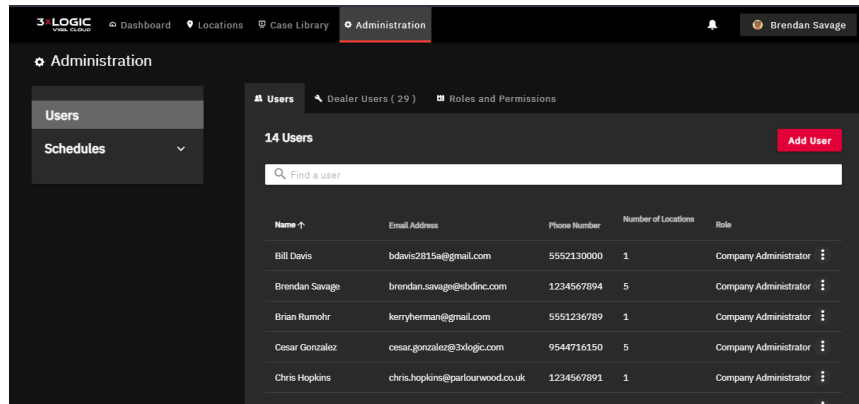 3×LOGIC
VIGIL CLOUD
Dashboard
Locations
Case Library
Administration
Brendan Savage
Administration
Users
Schedules
Users
Dealer Users ( 29 )
Roles and Permissions
14 Users
Add User
Find a user
Name ↑ Email Address Phone Number Number of Locations Role
Bill Davis bdavis2815a@gmail.com 5552130000 1 Company Administrator
Brendan Savage brendan.savage@sbdinc.com 1234567894 5 Company Administrator
Brian Rumohr kerryherman@gmail.com 5551236789 1 Company Administrator
Cesar Gonzalez cesar.gonzalez@3xlogic.com 9544716150 5 Company Administrator
Chris Hopkins chris.hopkins@parlourwood.co.uk 1234567891 1 Company Administrator